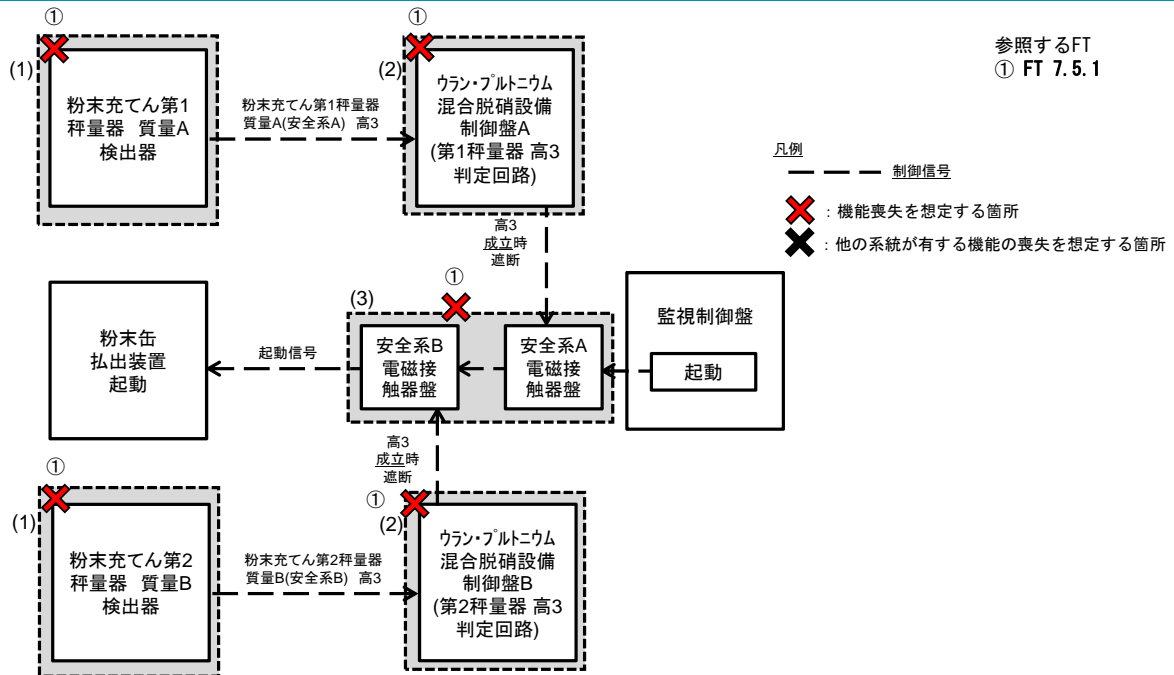 参照するFT
① FT 7.5.1
凡例
制御信号
：機能喪失を想定する箇所
：他の系統が有する機能の喪失を想定する箇所
①
(1)
粉末充てん第1
秤量器 質量A
検出器
粉末充てん第1秤量器
質量A(安全系A) 高3
①
(2)
ウラン・プルトニウム
混合脱硝設備
制御盤A
(第1秤量器 高3
判定回路)
高3
成立時
遮断
粉末缶
払出装置
起動
起動信号
①
(3)
安全系B
電磁接
触器盤
安全系A
電磁接
触器盤
監視制御盤
起動
高3
成立時
遮断
①
(1)
粉末充てん第2
秤量器 質量B
検出器
粉末充てん第2秤量器
質量B(安全系B) 高3
①
(2)
ウラン・プルトニウム
混合脱硝設備
制御盤B
(第2秤量器 高3
判定回路)